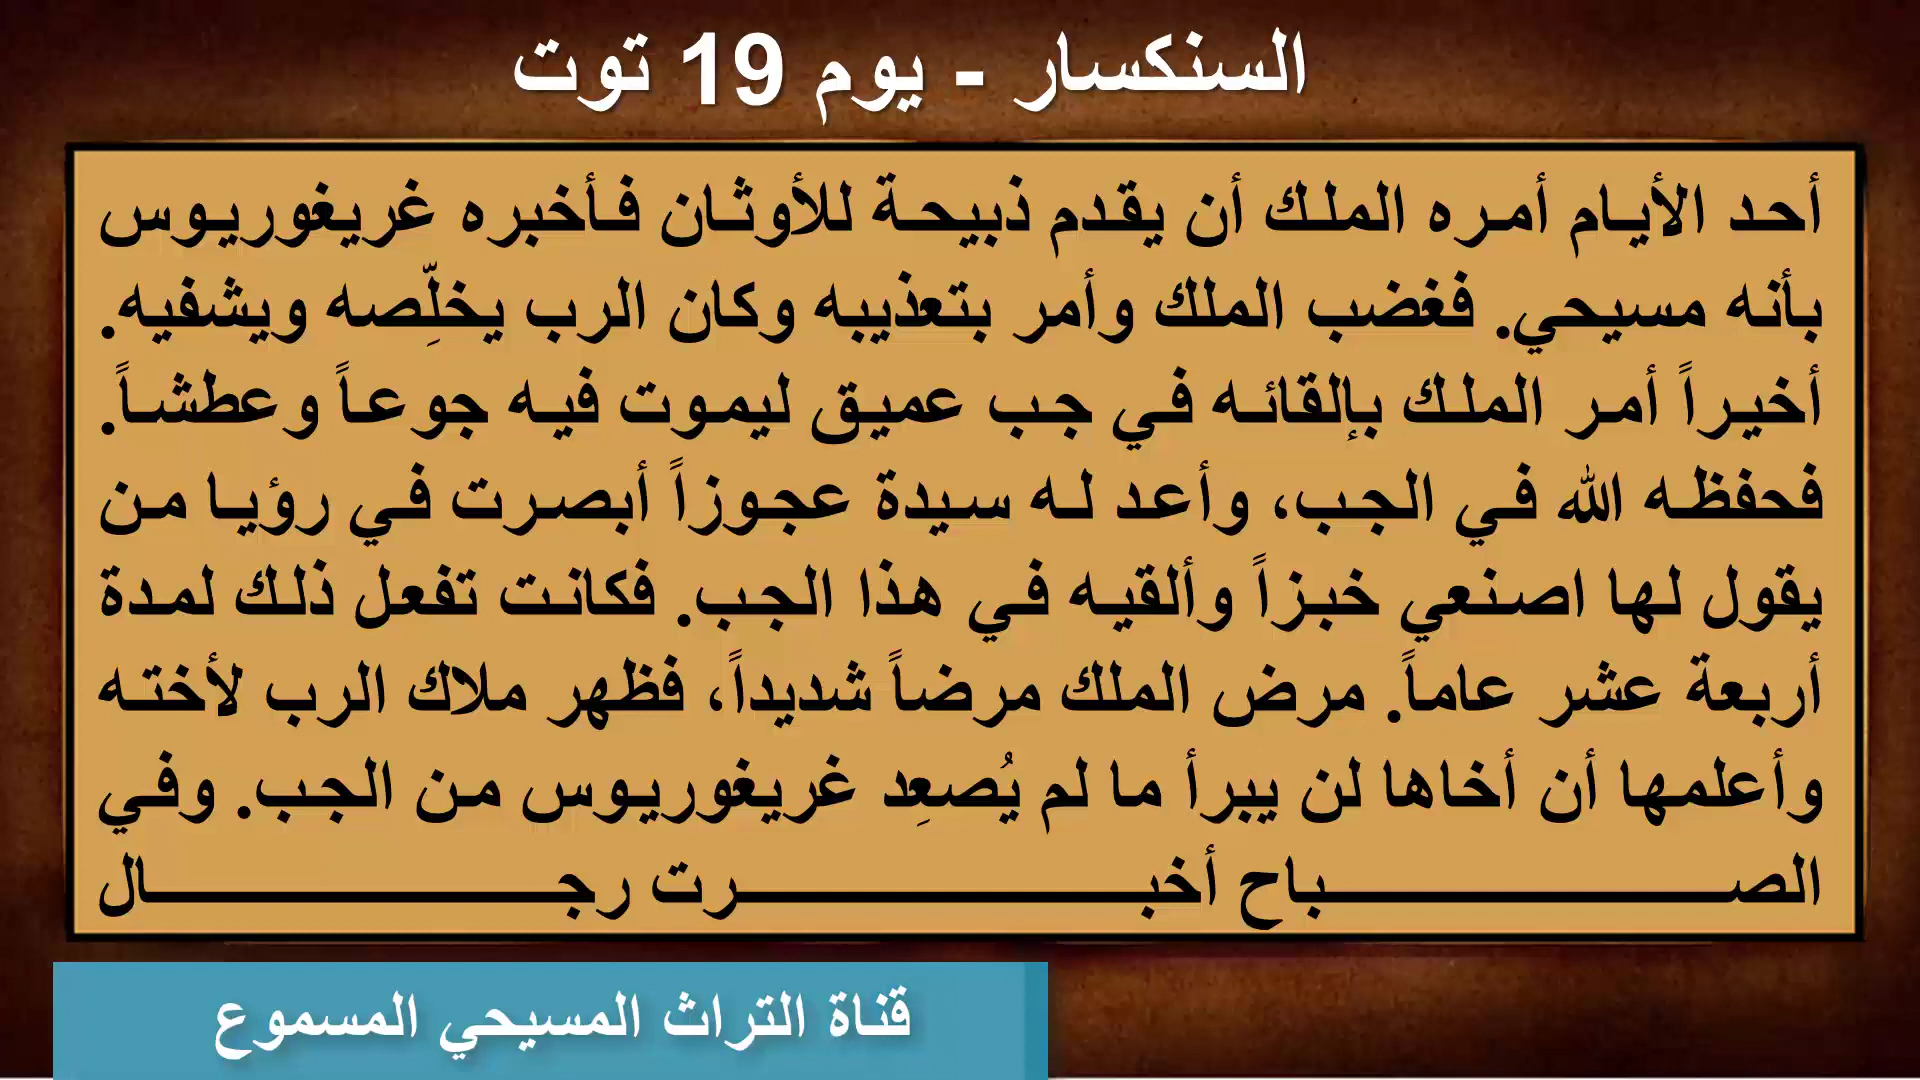 السنكسار - يوم 19 توت
أحد الأيام أمره الملك أن يقدم ذبيحة للأوثان فأخبره غريغوريوس
بأنه مسيحي. فغضب الملك وأمر بتعذيبه وكان الرب يخلِّصه ويشفيه.
أخيراً أمر الملك بإلقائه في جب عميق ليموت فيه جوعاً وعطشاً.
فحفظه الله في الجب، وأعد له سيدة عجوزاً أبصرت في رؤيا من
يقول لها اصنعي خبزاً وألقيه في هذا الجب. فكانت تفعل ذلك لمدة
أربعة عشر عاماً. مرض الملك مرضاً شديداً، فظهر ملاك الرب لأخته
وأعلمها أن أخاها لن يبرأ ما لم يُصعِد غريغوريوس من الجب. وفي
الصباح أخبرت رجال
قناة التراث المسيحي المسموع